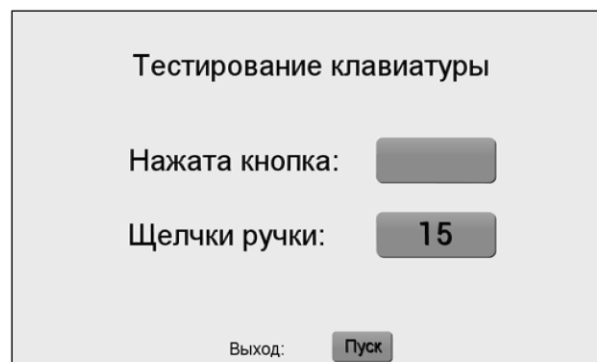 Тестирование клавиатуры
Нажата кнопка:
Щелчки ручки: 15
Выход: Пуск